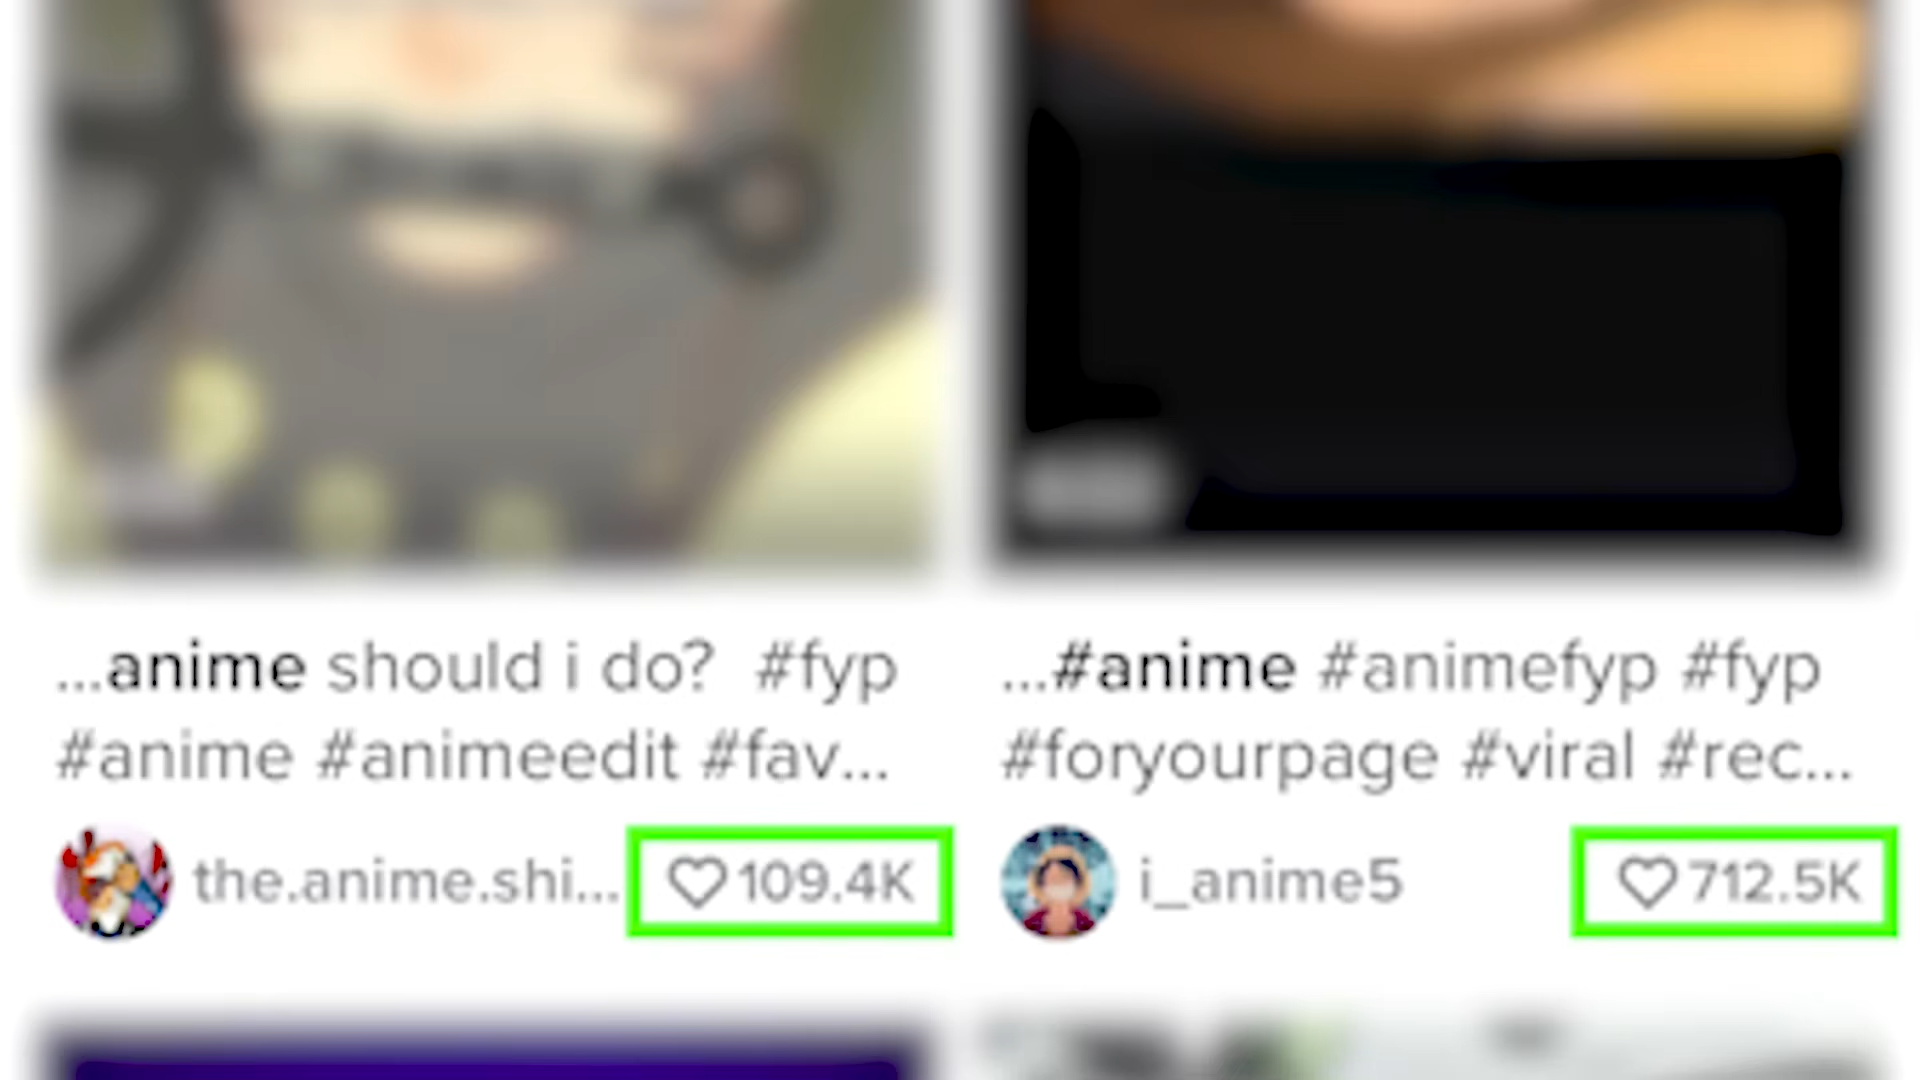 ...anime should i do? #fyp
#anime #animeedit #fav...
the.anime.shi... 109.4K
...#anime #animefyp #fyp
#foryourpage #viral #rec...
i_anime5 712.5K